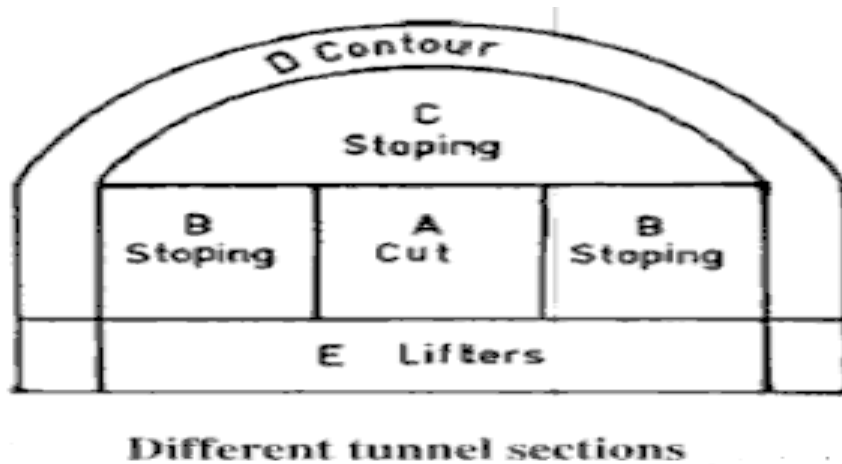 D Contour
C
Stoping
B
Stoping
A
Cut
B
Stoping
E Lifters
Different tunnel sections